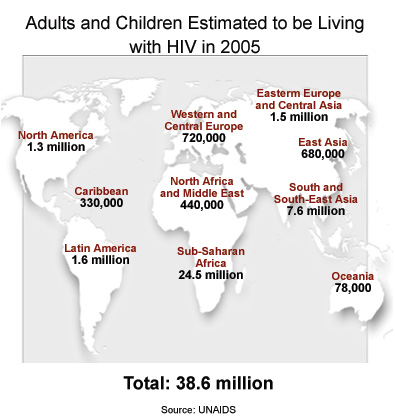 Adults and Children Estimated to be Living
with HIV in 2005
Eastern Europe
and Central Asia
1.5 million
Western and
Central Europe
720,000
North America
1.3 million
East Asia
680,000
Caribbean
330,000
North Africa
and Middle East
440,000
South and
South-East Asia
7.6 million
Latin America
1.6 million
Sub-Saharan
Africa
24.5 million
Oceania
78,000
Total: 38.6 million
Source: UNAIDS